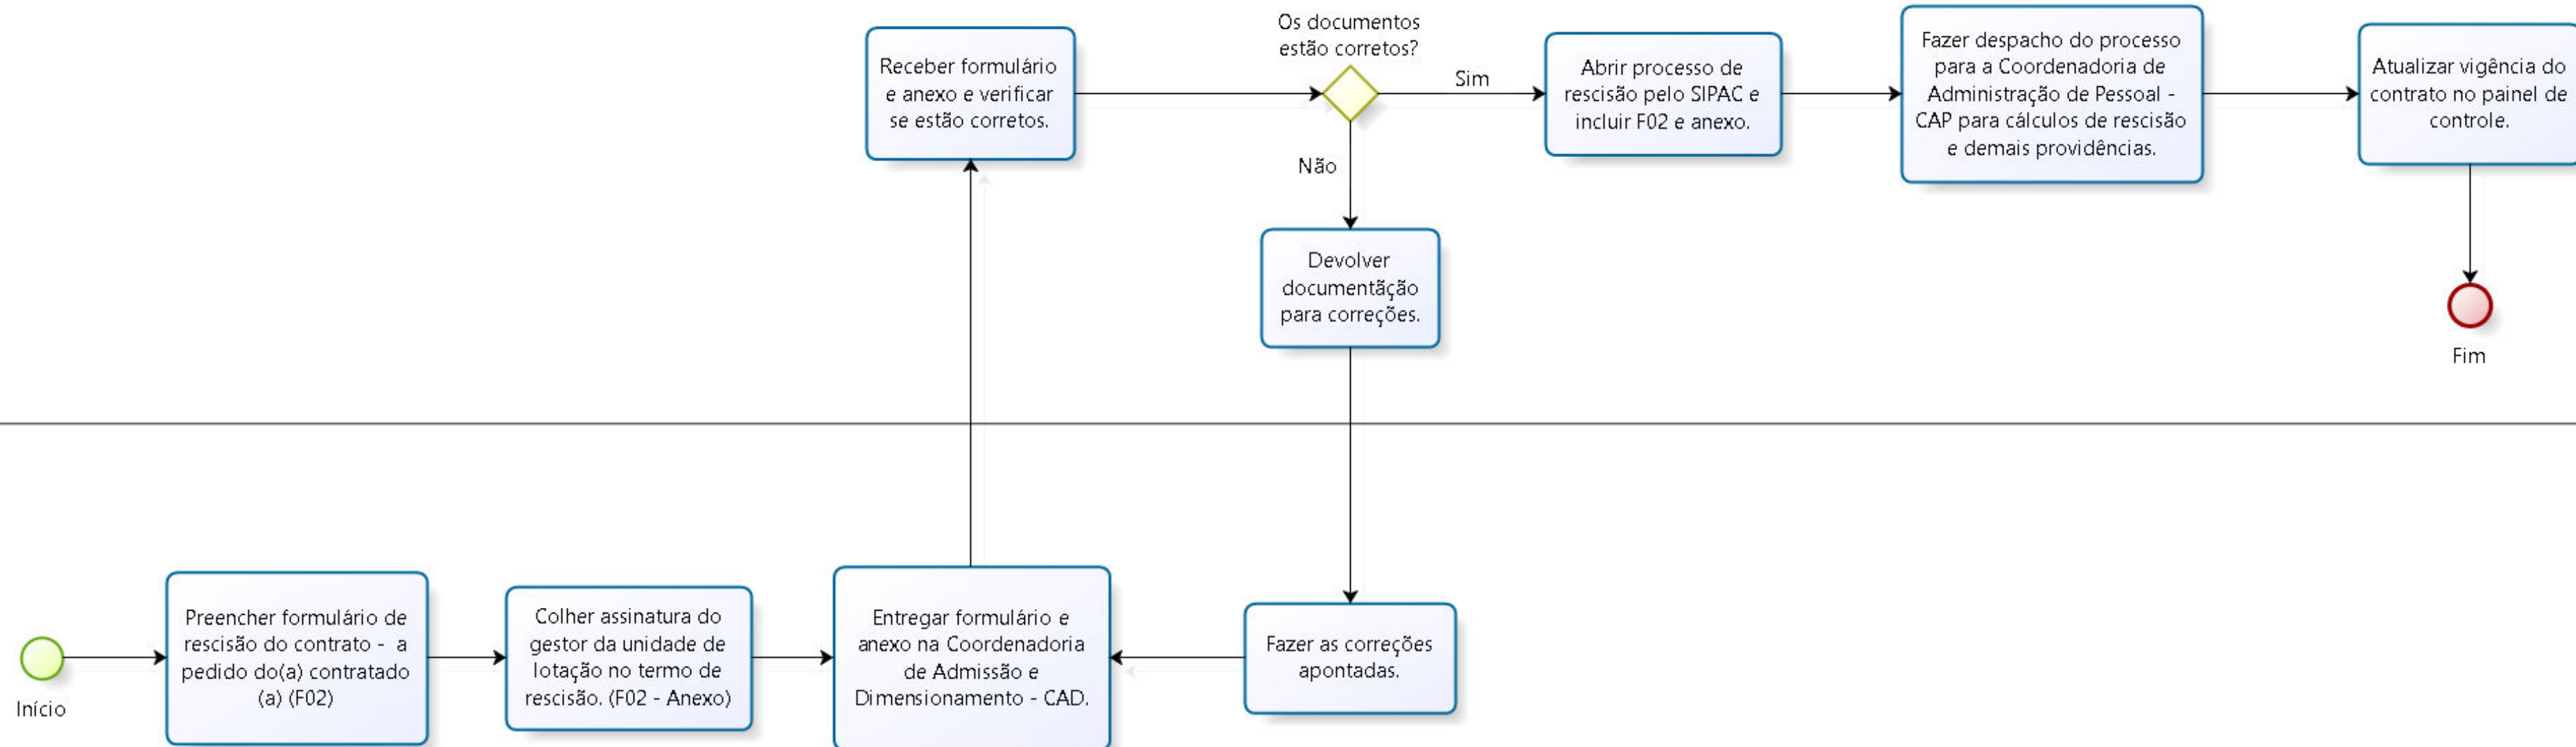 Os documentos
estão corretos?
Receber formulário
e anexo e verificar
se estão corretos.
Sim
Abrir processo de
rescisão pelo SIPAC e
incluir F02 e anexo.
Fazer despacho do processo
para a Coordenadoria de
Administração de Pessoal -
CAP para cálculos de rescisão
e demais providências.
Atualizar vigência do
contrato no painel de
controle.
Não
Devolver
documentãção
para correções.
Fim
Início
Preencher formulário de
rescisão do contrato -  a
pedido do(a) contratado
(a) (F02)
Colher assinatura do
gestor da unidade de
lotação no termo de
rescisão. (F02 - Anexo)
Entregar formulário e
anexo na Coordenadoria
de Admissão e
Dimensionamento - CAD.
Fazer as correções
apontadas.